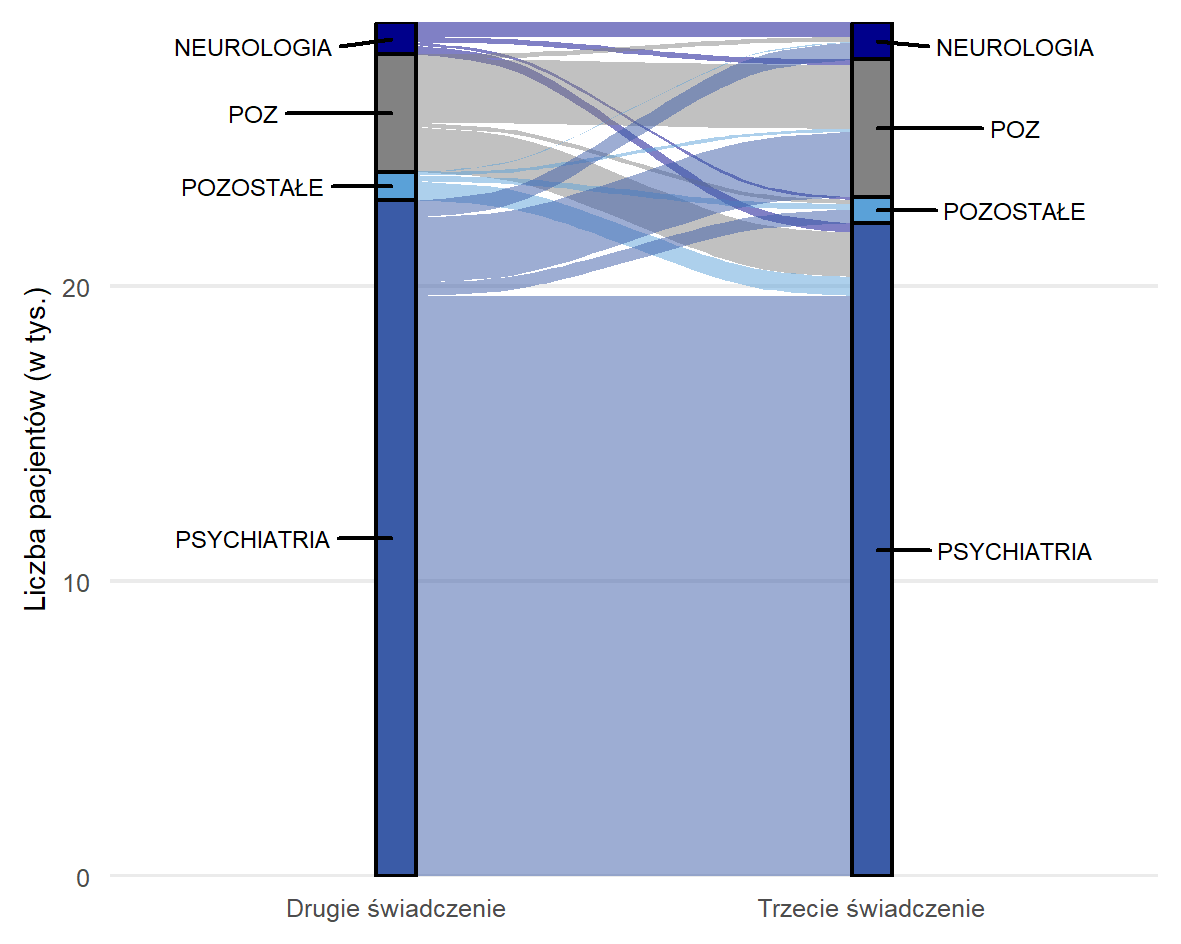 NEUROLOGIA
NEUROLOGIA
POZ
POZ
POZOSTAŁE
POZOSTAŁE
20
Liczba pacjentów (w tys.)
PSYCHIATRIA
PSYCHIATRIA
10
0
Drugie świadczenie
Trzecie świadczenie